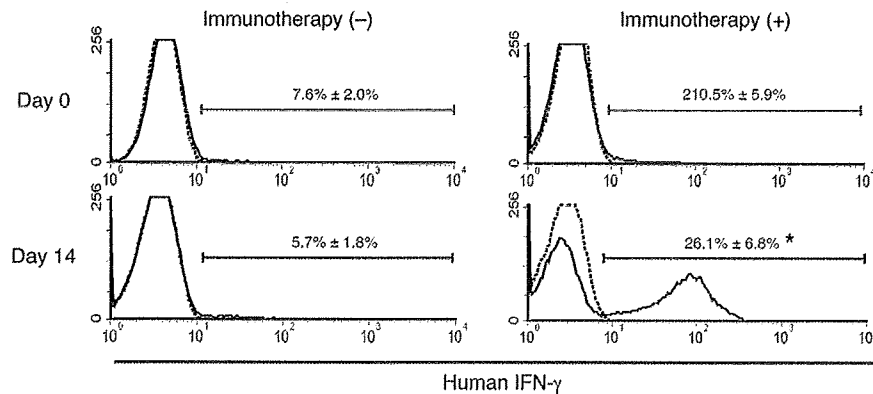 Immunotherapy (–)
Immunotherapy (+)
Day 0
256
0
7.6% ± 2.0%
10⁰ 10¹ 10² 10³ 10⁴
256
0
210.5% ± 5.9%
10⁰ 10¹ 10² 10³ 10⁴
Day 14
256
0
5.7% ± 1.8%
10⁰ 10¹ 10² 10³ 10⁴
256
0
26.1% ± 6.8% *
10⁰ 10¹ 10² 10³ 10⁴
Human IFN-γ